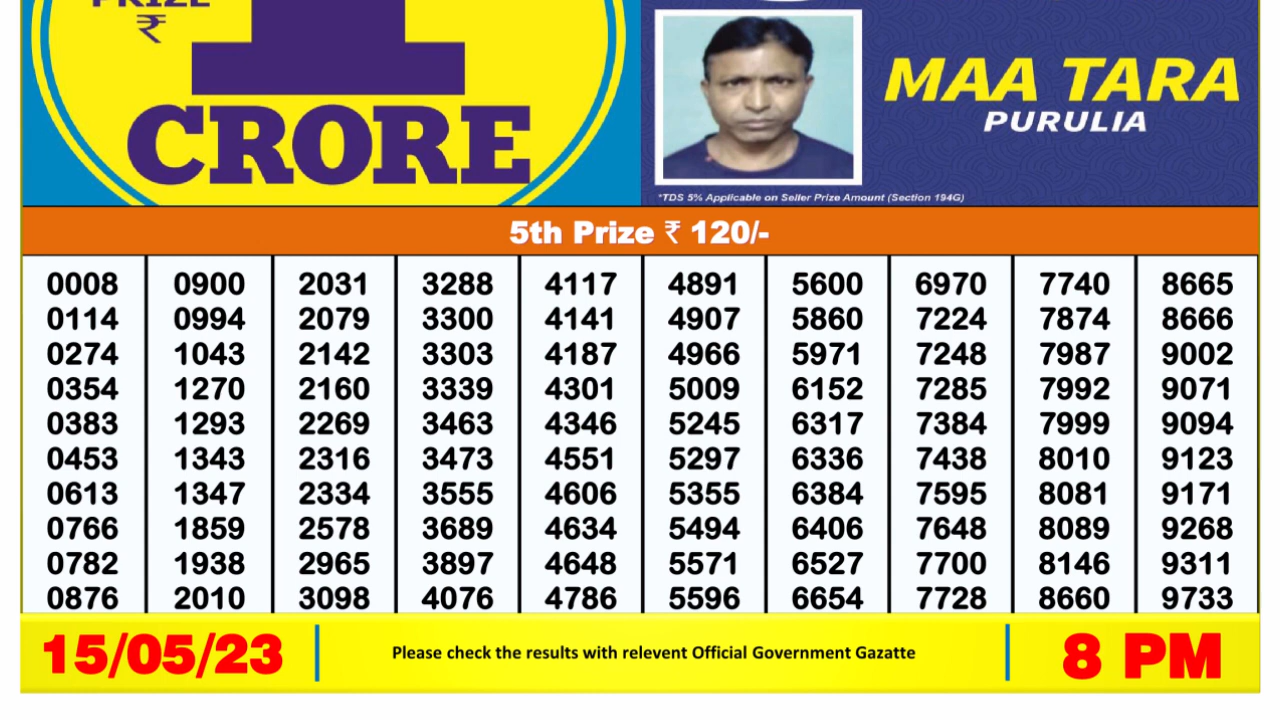 PRIZE
₹
1
CRORE
MAA TARA
PURULIA
*TDS 5% Applicable on Seller Prize Amount (Section 194G)
5th Prize ₹ 120/-
0008 0900 2031 3288 4117 4891 5600 6970 7740 8665
0114 0994 2079 3300 4141 4907 5860 7224 7874 8666
0274 1043 2142 3303 4187 4966 5971 7248 7987 9002
0354 1270 2160 3339 4301 5009 6152 7285 7992 9071
0383 1293 2269 3463 4346 5245 6317 7384 7999 9094
0453 1343 2316 3473 4551 5297 6336 7438 8010 9123
0613 1347 2334 3555 4606 5355 6384 7595 8081 9171
0766 1859 2578 3689 4634 5494 6406 7648 8089 9268
0782 1938 2965 3897 4648 5571 6527 7700 8146 9311
0876 2010 3098 4076 4786 5596 6654 7728 8660 9733
15/05/23
Please check the results with relevent Official Government Gazatte
8 PM